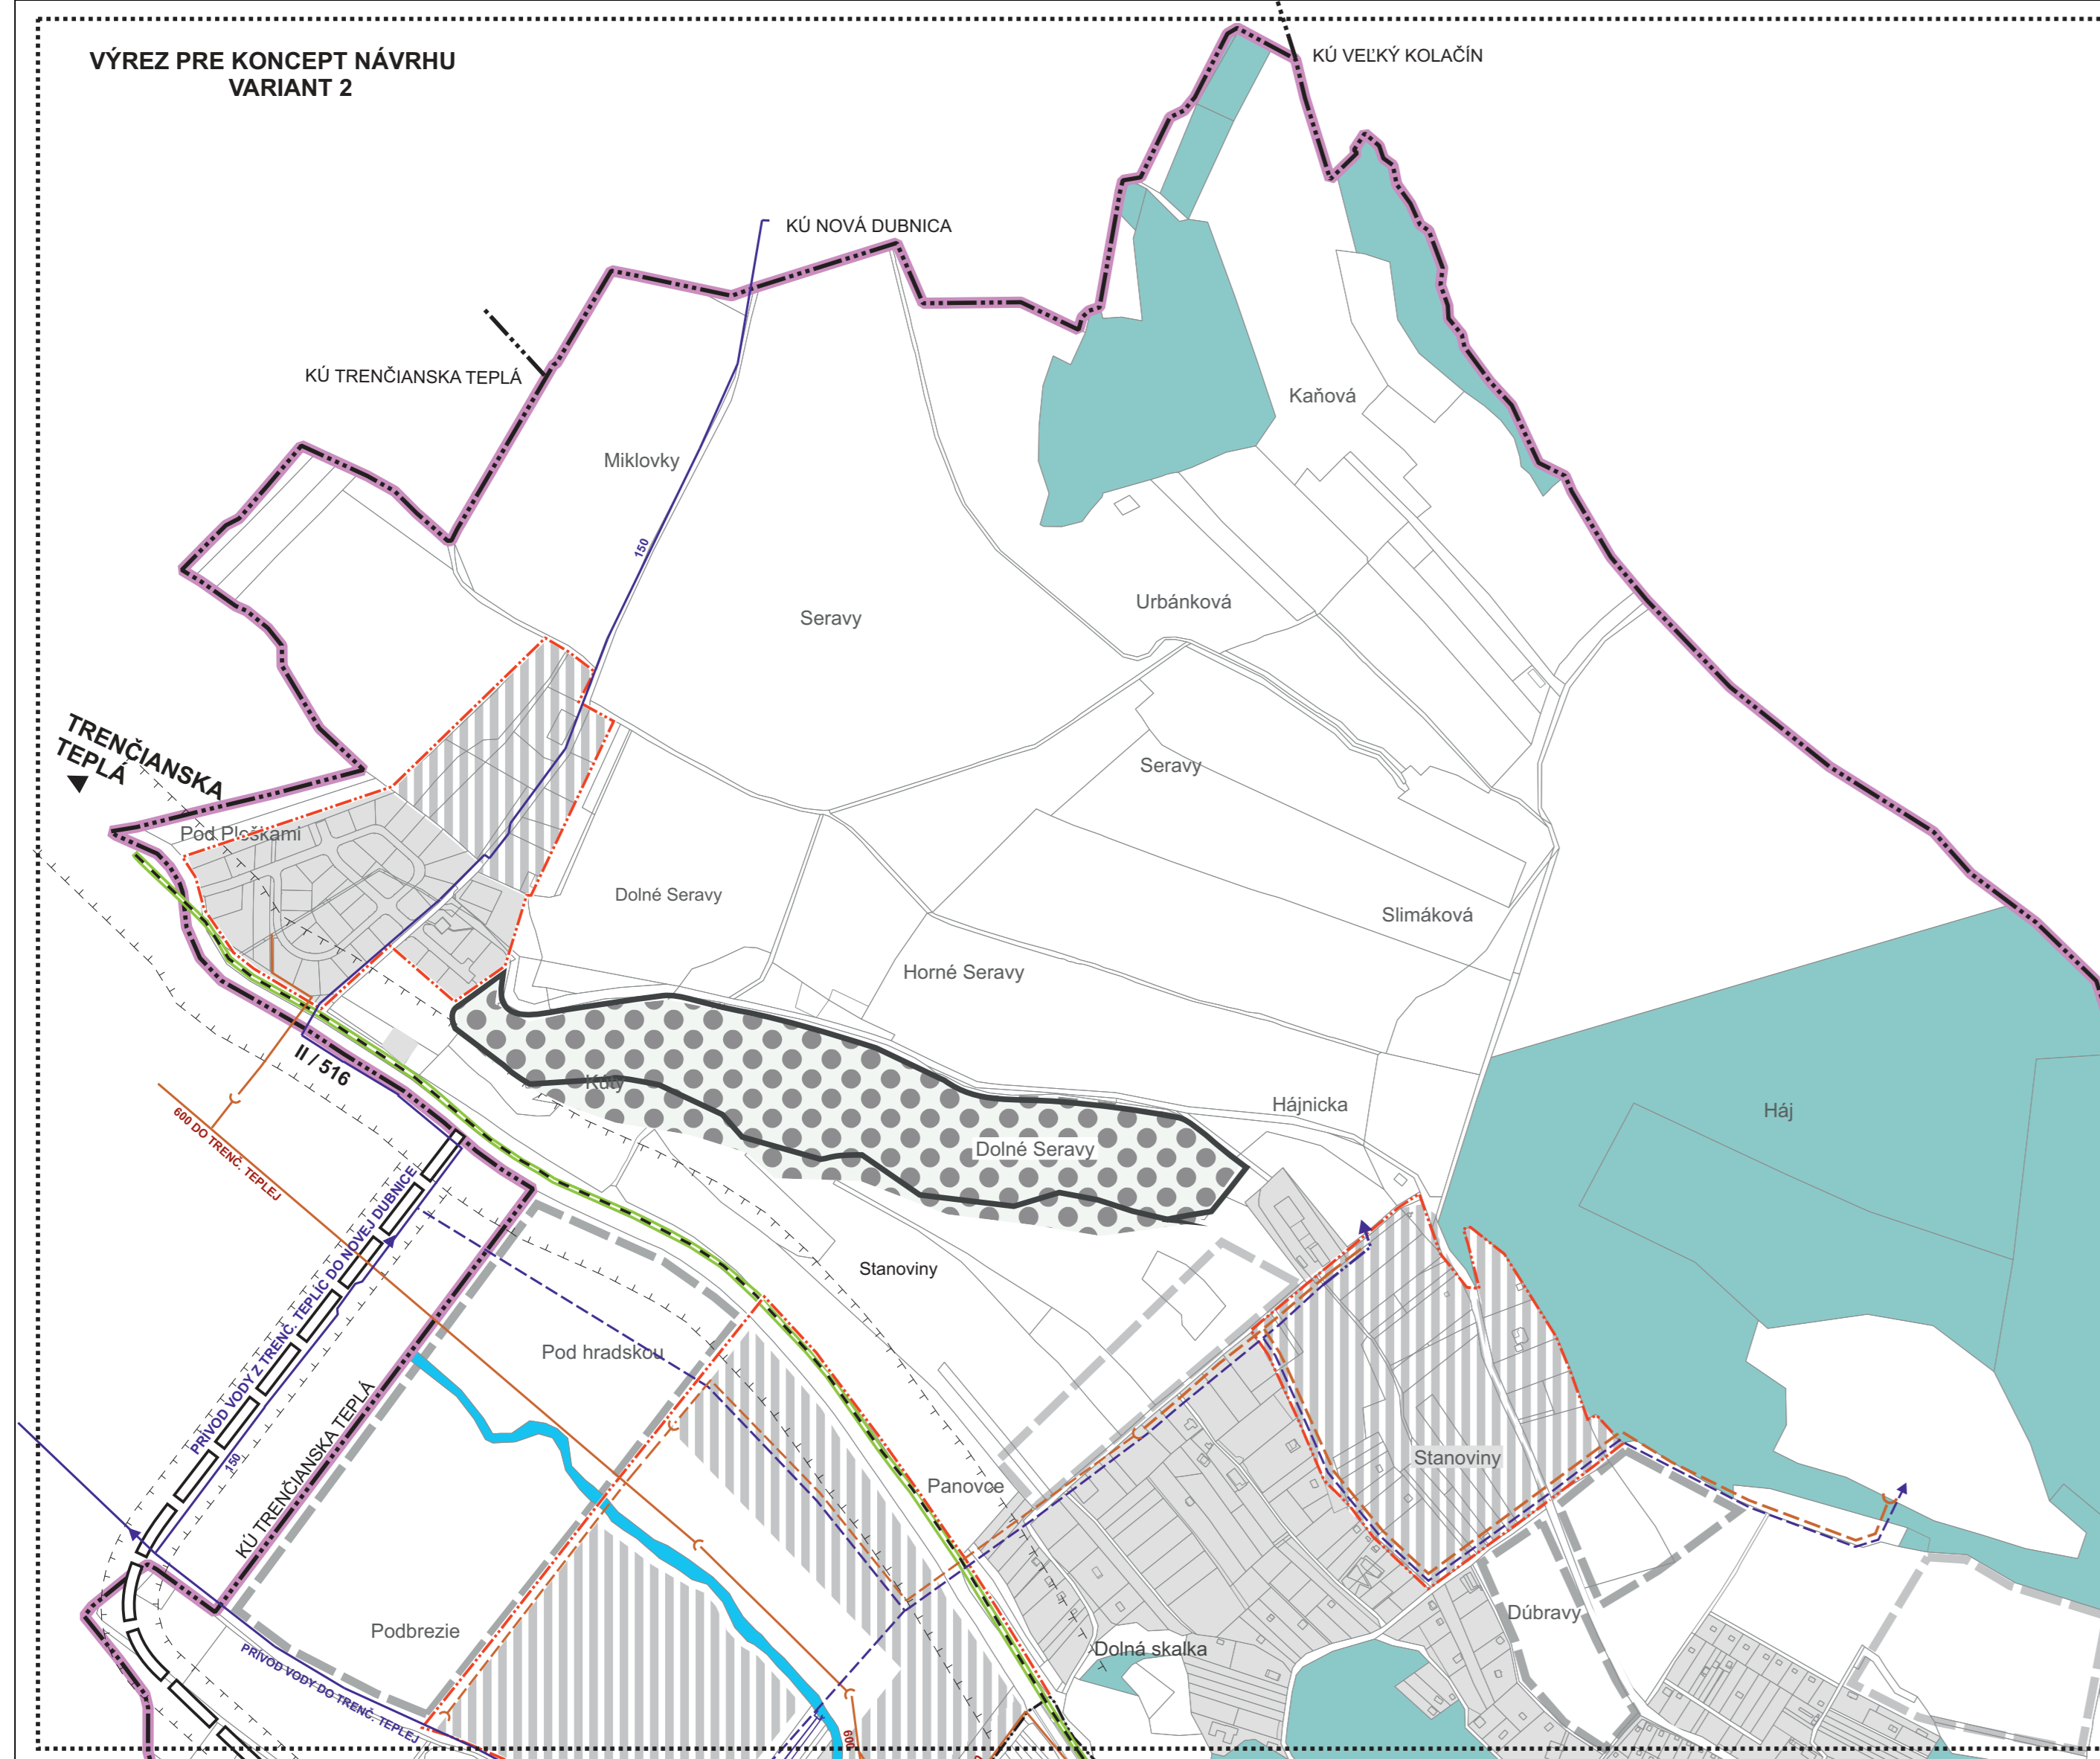 VÝREZ PRE KONCEPT NÁVRHU
VARIANT 2
KÚ VEĽKÝ KOLAČÍN
KÚ NOVÁ DUBNICA
KÚ TRENČIANSKA TEPLÁ
Kaňová
Miklovky
150
Urbánková
Seravy
TRENČIANSKA
TEPLÁ
Seravy
Pod Ploškami
Dolné Seravy
Slimáková
Horné Seravy
II / 516
Kúty
Hájnicka
Háj
600 DO TRENČ. TEPLEJ
Dolné Seravy
PRÍVOD VODY Z TRENČ. TEPLÍC DO NOVEJ DUBNICE
Stanoviny
Pod hradskou
KÚ TRENČIANSKA TEPLÁ
150
Stanoviny
Panovce
Dúbravy
Podbrezie
Dolná skalka
PRÍVOD VODY DO TRENČ. TEPLEJ
600